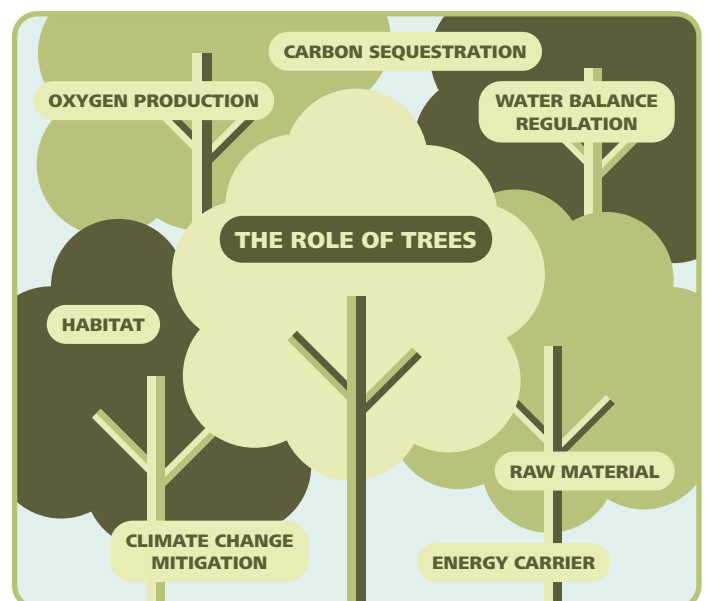 CARBON SEQUESTRATION
OXYGEN PRODUCTION
WATER BALANCE
REGULATION
THE ROLE OF TREES
HABITAT
RAW MATERIAL
CLIMATE CHANGE
MITIGATION
ENERGY CARRIER